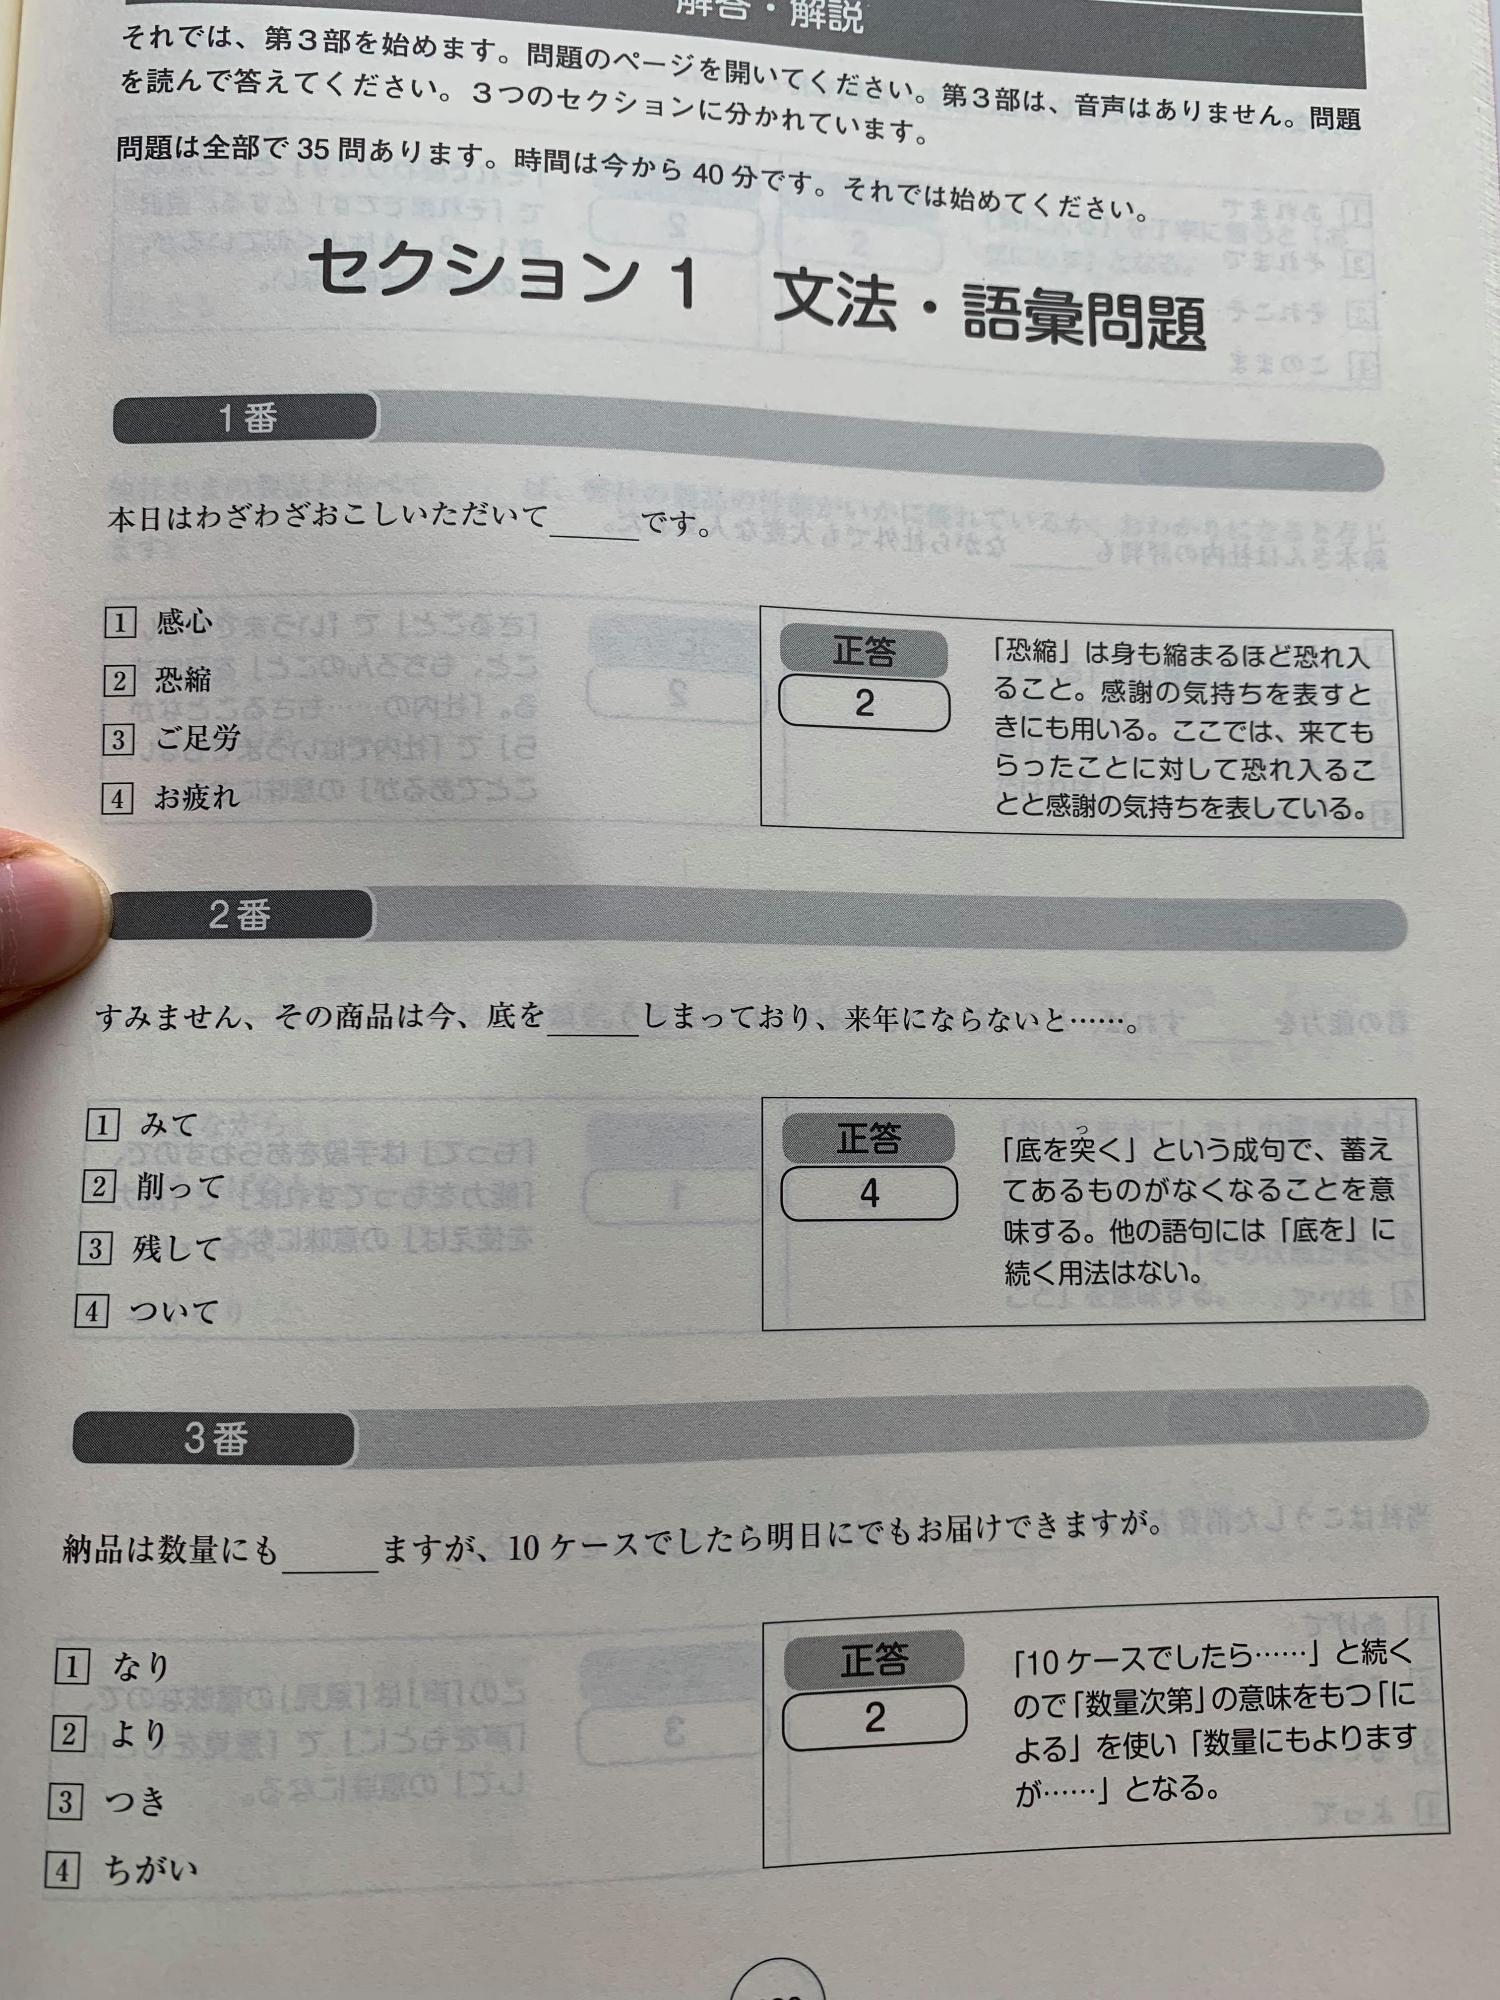 解答・解説
それでは、第3部を始めます。問題のページを開いてください。第3部は、音声はありません。問題
を読んで答えてください。3つのセクションに分かれています。
問題は全部で35問あります。時間は今から40分です。それでは始めてください。
セクション1 文法・語彙問題
1番
本日はわざわざおこしいただいて_____です。
1 感心
2 恐縮
3 ご足労
4 お疲れ
正答
2
「恐縮」は身も縮まるほど恐れ入
ること。感謝の気持ちを表すと
きにも用いる。ここでは、来ても
らったことに対して恐れ入るこ
とと感謝の気持ちを表している。
2番
すみません、その商品は今、底を_____しまっており、来年にならないと……。
1 みて
2 削って
3 残して
4 ついて
正答
4
「底を突く」という成句で、蓄え
てあるものがなくなることを意
味する。他の語句には「底を」に
続く用法はない。
3番
納品は数量にも_____ますが、10ケースでしたら明日にでもお届けできますが。
1 なり
2 より
3 つき
4 ちがい
正答
2
「10ケースでしたら……」と続く
ので「数量次第」の意味をもつ「に
よる」を使い「数量にもよります
が……」となる。